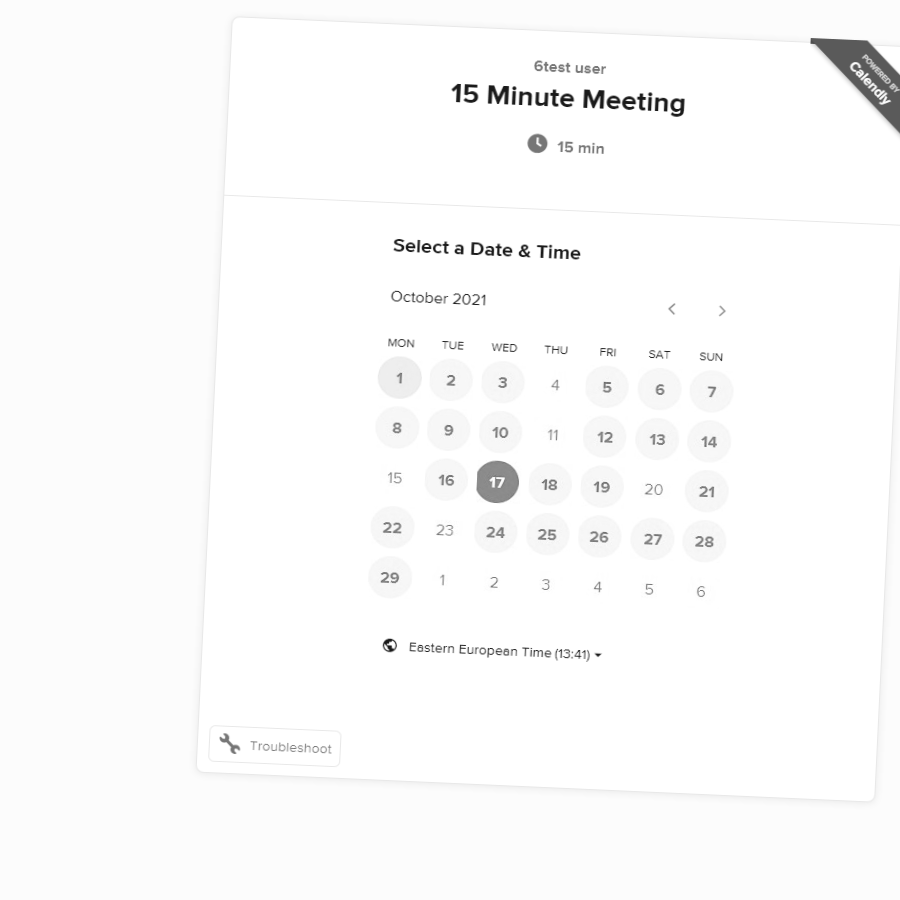 6test user
15 Minute Meeting
15 min
POWERED BY
Calendly
Select a Date & Time
October 2021
MON TUE WED THU FRI SAT SUN
1 2 3 4 5 6 7
8 9 10 11 12 13 14
15 16 17 18 19 20 21
22 23 24 25 26 27 28
29 1 2 3 4 5 6
Eastern European Time (13:41)
Troubleshoot